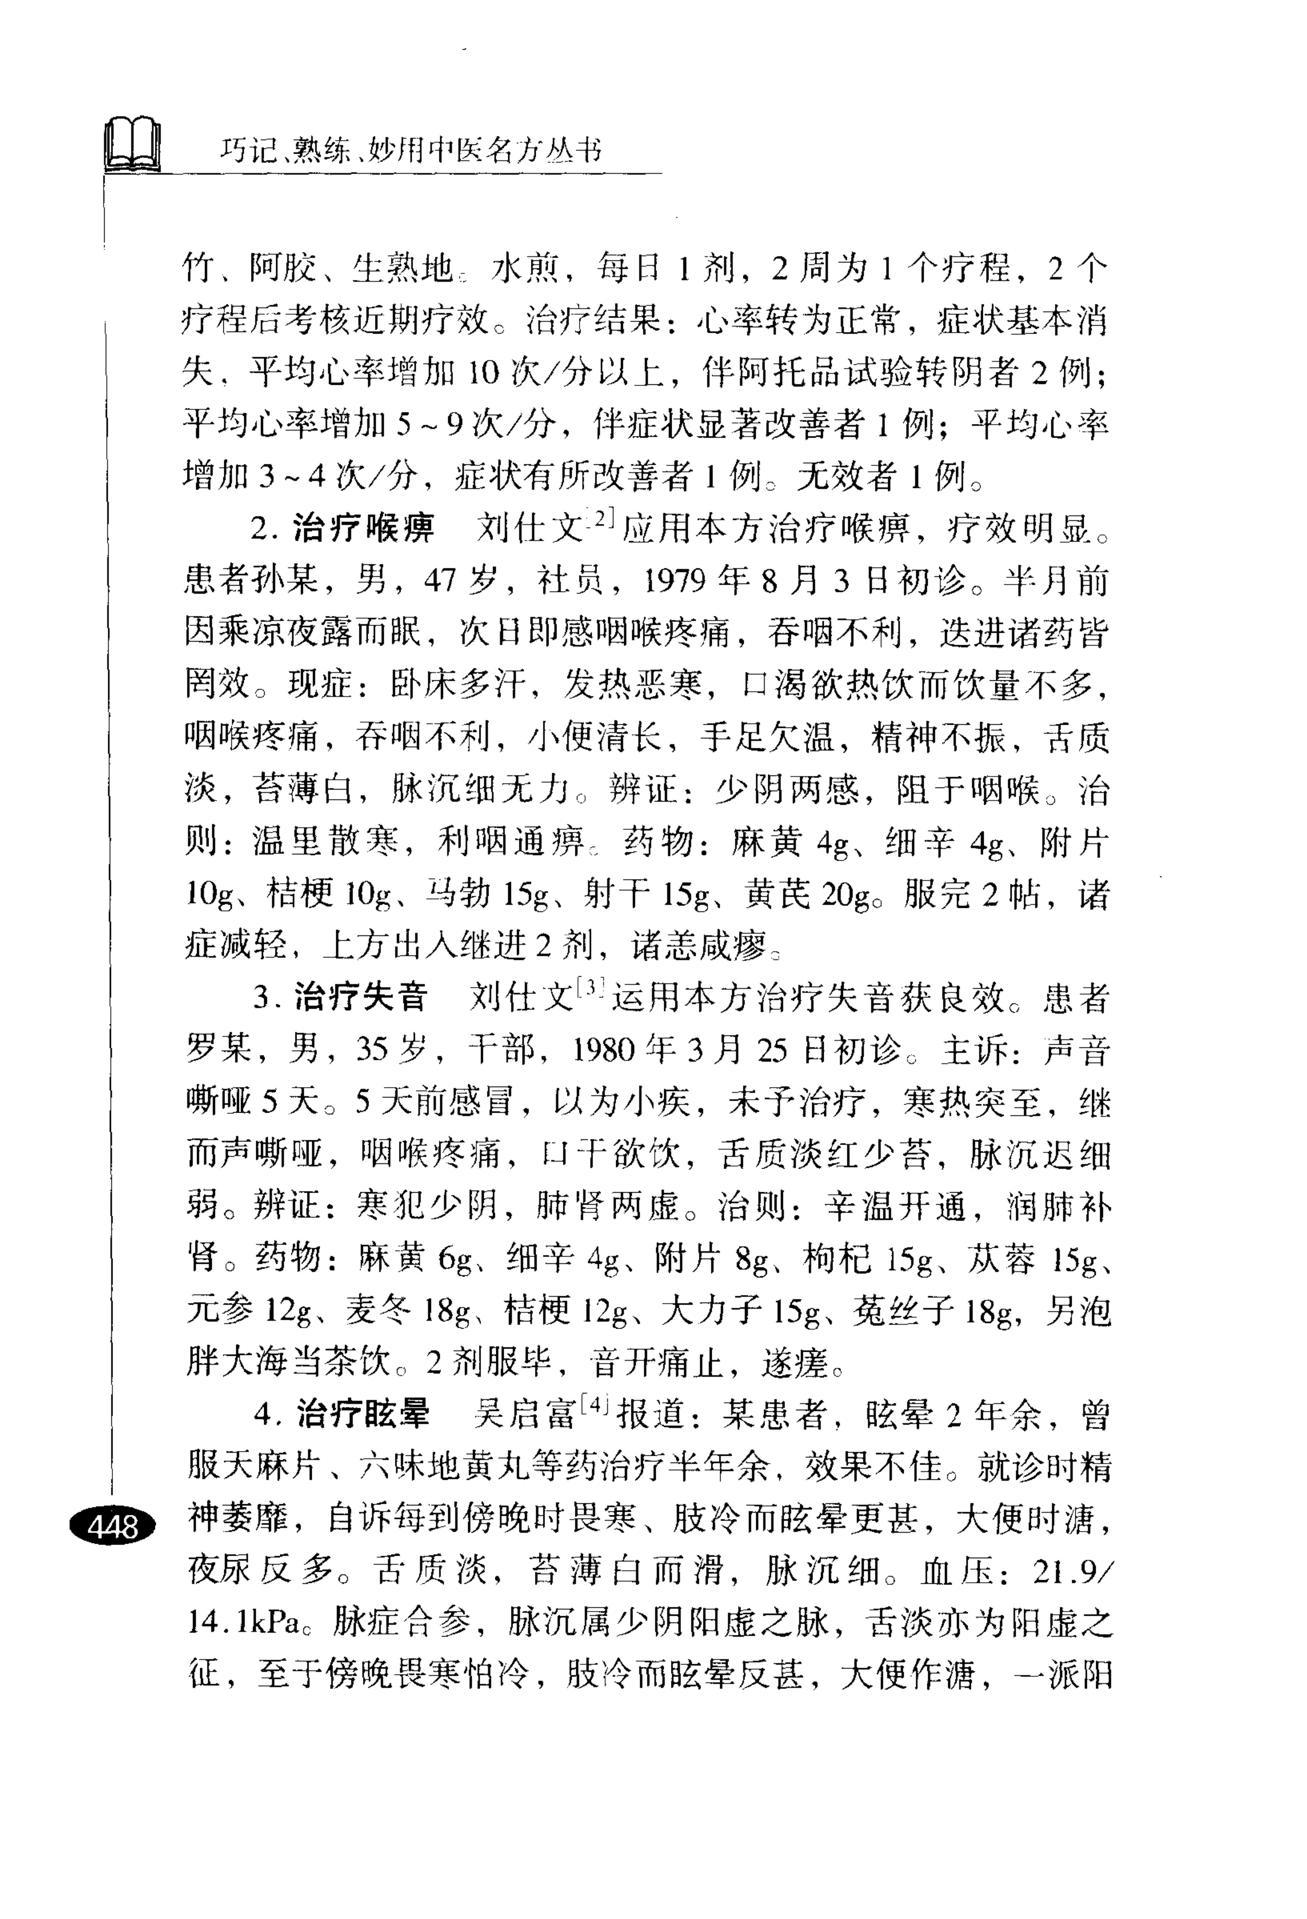 巧记、熟练、妙用中医名方丛书
竹、阿胶、生熟地。水煎，每日 1 剂，2 周为 1 个疗程，2 个
疗程后考核近期疗效。治疗结果：心率转为正常，症状基本消
失，平均心率增加 10 次/分以上，伴阿托品试验转阴者 2 例；
平均心率增加 5～9 次/分，伴症状显著改善者 1 例；平均心率
增加 3～4 次/分，症状有所改善者 1 例。无效者 1 例。
2. 治疗喉痹 刘仕文[2]应用本方治疗喉痹，疗效明显。
患者孙某，男，47 岁，社员，1979 年 8 月 3 日初诊。半月前
因乘凉夜露而眠，次日即感咽喉疼痛，吞咽不利，迭进诸药皆
罔效。现症：卧床多汗，发热恶寒，口渴欲热饮而饮量不多，
咽喉疼痛，吞咽不利，小便清长，手足欠温，精神不振，舌质
淡，苔薄白，脉沉细无力。辨证：少阴两感，阻于咽喉。治
则：温里散寒，利咽通痹。药物：麻黄 4g、细辛 4g、附片
10g、桔梗 10g、马勃 15g、射干 15g、黄芪 20g。服完 2 帖，诸
症减轻，上方出入继进 2 剂，诸恙咸瘳。
3. 治疗失音 刘仕文[3]运用本方治疗失音获良效。患者
罗某，男，35 岁，干部，1980 年 3 月 25 日初诊。主诉：声音
嘶哑 5 天。5 天前感冒，以为小疾，未予治疗，寒热突至，继
而声嘶哑，咽喉疼痛，口干欲饮，舌质淡红少苔，脉沉迟细
弱。辨证：寒犯少阴，肺肾两虚。治则：辛温开通，润肺补
肾。药物：麻黄 6g、细辛 4g、附片 8g、枸杞 15g、苁蓉 15g、
元参 12g、麦冬 18g、桔梗 12g、大力子 15g、菟丝子 18g，另泡
胖大海当茶饮。2 剂服毕，音开痛止，遂瘥。
4. 治疗眩晕 吴启富[4]报道：某患者，眩晕 2 年余，曾
服天麻片、六味地黄丸等药治疗半年余，效果不佳。就诊时精
神萎靡，自诉每到傍晚时畏寒、肢冷而眩晕更甚，大便时溏，
夜尿反多。舌质淡，苔薄白而滑，脉沉细。血压：21.9/
14.1kPa。脉症合参，脉沉属少阴阳虚之脉，舌淡亦为阳虚之
征，至于傍晚畏寒怕冷，肢冷而眩晕反甚，大便作溏，一派阳
448